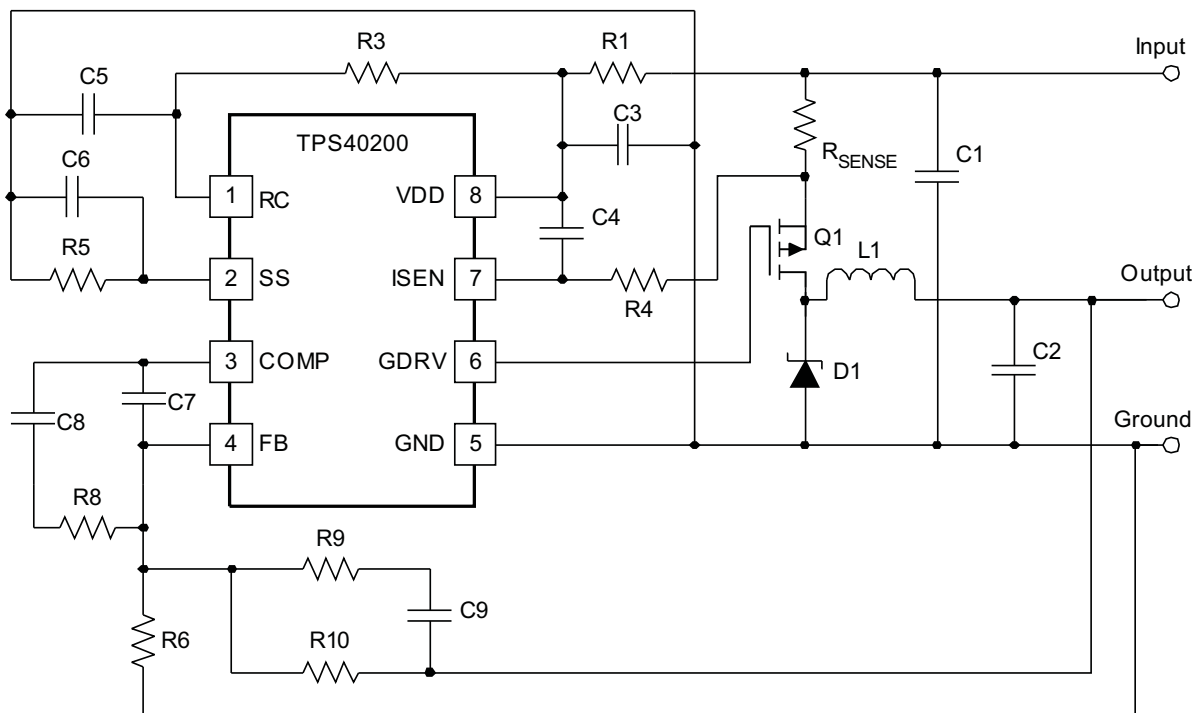 R3
R1
Input
C5
C3
TPS40200
RSENSE
C1
C6
1
RC
VDD
8
C4
Q1
R5
L1
2
SS
ISEN
7
Output
R4
3
COMP
GDRV
6
C2
D1
C7
C8
Ground
4
FB
GND
5
R8
R9
C9
R6
R10